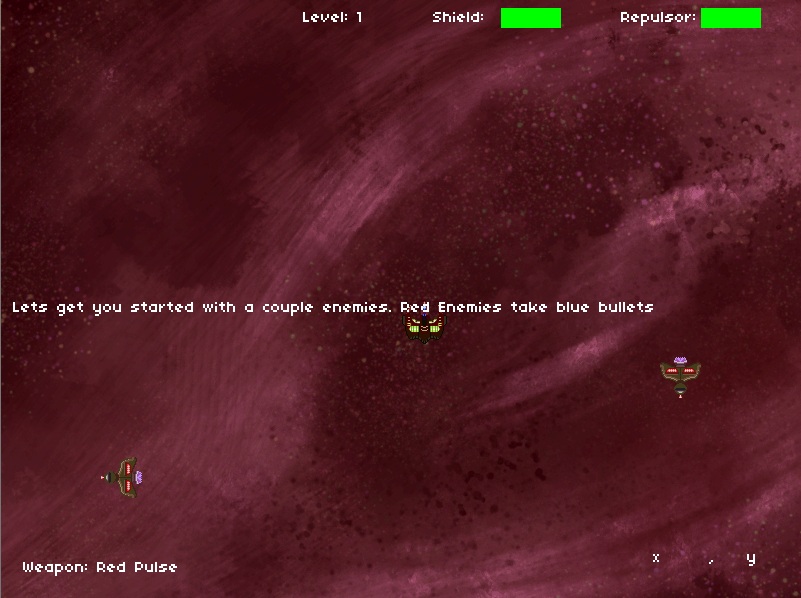 Level: 1 Shield: Repulsor:
Lets get you started with a couple enemies. Red Enemies take blue bullets
x , y
Weapon: Red Pulse